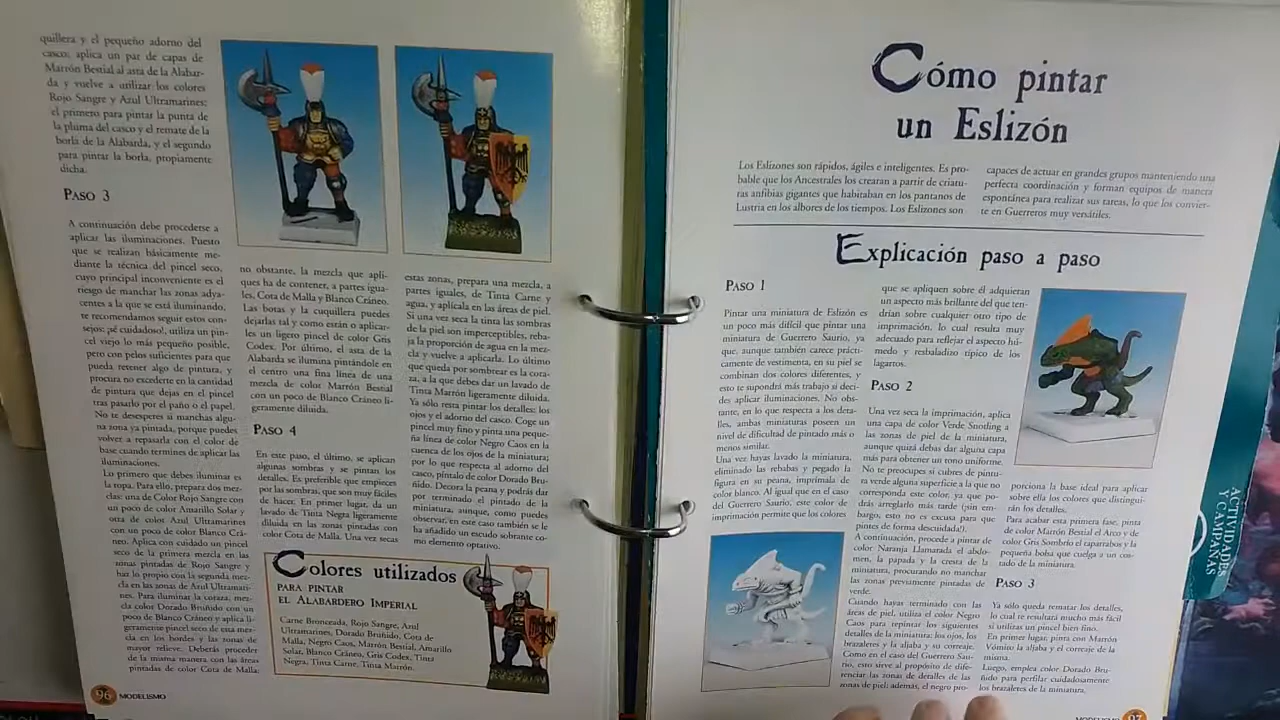 quillera y el pequeño adorno del
casco; aplica un par de capas de
Marrón Bestial al asta de la Alabar-
da y vuelve a utilizar los colores
Rojo Sangre y Azul Ultramarines:
el primero para pintar la punta de
la pluma del casco y el remate de la
borla de la Alabarda, y el segundo
para pintar la borla, propiamente
dicha.
PASO 3
A continuación debe procederse a
aplicar las iluminaciones. Puesto
que se realizan básicamente me-
diante la técnica del pincel seco,
cuyo principal inconveniente es el
riesgo de manchar las zonas adya-
centes a la que se está iluminando,
te recomendamos seguir estos con-
sejos: ¡sé cuidadoso!, utiliza un pin-
cel viejo lo más pequeño posible,
pero con pelos suficientes para que
pueda retener algo de pintura, y
procura no excederte en la cantidad
de pintura que dejas en el pincel
tras pasarlo por el paño o el papel.
No te desesperes si manchas algu-
na zona ya pintada, porque puedes
volver a repasarla con el color de
base cuando termines de aplicar las
iluminaciones.
Lo primero que debes iluminar es
la ropa. Para ello, prepara dos mez-
clas: una de Color Rojo Sangre con
un poco de color Amarillo Solar y
otra de color Azul Ultramarines
con un poco de color Blanco Crá-
neo. Aplica con cuidado un pincel
seco de la primera mezcla en las
zonas pintadas de Rojo Sangre y
haz lo propio con la segunda mez-
cla en las zonas de Azul Ultramari-
nes. Para iluminar la coraza, mez-
cla color Dorado Bruñido con un
poco de Blanco Cráneo y aplica li-
geramente pincel seco de esta mez-
cla en los bordes y las zonas de
mayor relieve. Deberás proceder
de la misma manera con las áreas
pintadas de color Cota de Malla;
no obstante, la mezcla que apli-
ques ha de contener, a partes igua-
les, Cota de Malla y Blanco Cráneo.
Las botas y la cuquillera puedes
dejarlas tal y como están o aplicar-
les un ligero pincel de color Gris
Codex. Por último, el asta de la
Alabarda se ilumina pintándole en
el centro una fina línea de una
mezcla de color Marrón Bestial
con un poco de Blanco Cráneo li-
geramente diluida.
PASO 4
En este paso, el último, se aplican
algunas sombras y se pintan los
detalles. Es preferible que empieces
por las sombras, que son muy fáciles
de hacer. En primer lugar, da un
lavado de Tinta Negra ligeramente
diluida en las zonas pintadas con
color Cota de Malla. Una vez secas
estas zonas, prepara una mezcla, a
partes iguales, de Tinta Carne y
agua, y aplícala en las áreas de piel.
Si una vez seca la tinta las sombras
de la piel son imperceptibles, reba-
ja la proporción de agua en la mez-
cla y vuelve a aplicarla. Lo último
que queda por sombrear es la cora-
za, a la que debes dar un lavado de
Tinta Marrón ligeramente diluida.
Ya sólo resta pintar los detalles: los
ojos y el adorno del casco. Coge un
pincel muy fino y pinta una peque-
ña línea de color Negro Caos en la
cuenca de los ojos de la miniatura;
por lo que respecta al adorno del
casco, píntalo de color Dorado Bru-
ñido. Decora la peana y podrás dar
por terminado el pintado de la
miniatura, aunque, como puedes
observar, en este caso también se le
ha añadido un escudo sobrante co-
mo elemento optativo.
Colores utilizados
PARA PINTAR
EL ALABARDERO IMPERIAL
Carne Bronceada, Rojo Sangre, Azul
Ultramarines, Dorado Bruñido, Cota de
Malla, Negro Caos, Marrón Bestial, Amarillo
Solar, Blanco Cráneo, Gris Codex, Tinta
Negra, Tinta Carne, Tinta Marrón.
96 MODELISMO
Cómo pintar
un Eslizón
Los Eslizones son rápidos, ágiles e inteligentes. Es pro-
bable que los Ancestrales los crearan a partir de criatu-
ras anfibias gigantes que habitaban en los pantanos de
Lustria en los albores de los tiempos. Los Eslizones son
capaces de actuar en grandes grupos manteniendo una
perfecta coordinación y forman equipos de manera
espontánea para realizar sus tareas, lo que los convier-
te en Guerreros muy versátiles.
Explicación paso a paso
PASO 1
Pintar una miniatura de Eslizón es
un poco más difícil que pintar una
miniatura de Guerrero Saurio, ya
que, aunque también carece prácti-
camente de vestimenta, en su piel se
combinan dos colores diferentes, y
esto te supondrá más trabajo si deci-
des aplicar iluminaciones. No obs-
tante, en lo que respecta a los deta-
lles, ambas miniaturas poseen un
nivel de dificultad de pintado más o
menos similar.
Una vez hayas lavado la miniatura,
eliminado las rebabas y pegado la
figura en su peana, imprímala de
color blanco. Al igual que en el caso
del Guerrero Saurio, este color de
imprimación permite que los colores
que se apliquen sobre él adquieran
un aspecto más brillante del que ten-
drían sobre cualquier otro tipo de
imprimación, lo cual resulta muy
adecuado para reflejar el aspecto hú-
medo y resbaladizo típico de los
lagartos.
PASO 2
Una vez seca la imprimación, aplica
una capa de color Verde Snotling a
las zonas de piel de la miniatura,
aunque quizá debas dar alguna capa
más para obtener un tono uniforme.
No te preocupes si cubres de pintu-
ra verde alguna superficie a la que no
corresponda este color, ya que po-
drás arreglarlo más tarde (¡sin em-
bargo, esto no es excusa para que
pintes de forma descuidada!).
A continuación, procede a pintar de
color Naranja Llamarada el abdo-
men, la papada y la cresta de la
miniatura, procurando no manchar
las zonas previamente pintadas de
verde.
Cuando hayas terminado con las
áreas de piel, utiliza el color Negro
Caos para repintar los siguientes
detalles de la miniatura: los ojos, los
brazaletes y la aljaba y su correaje.
Como en el caso del Guerrero Sau-
rio, esto sirve al propósito de dife-
renciar las zonas de detalles de las
zonas de piel; además, el negro pro-
porciona la base ideal para aplicar
sobre ella los colores que distingui-
rán los detalles.
Para acabar esta primera fase, pinta
de color Marrón Bestial el Arco y de
color Gris Sombrío el taparrabos y la
pequeña bolsa que cuelga a un cos-
tado de la miniatura.
PASO 3
Ya sólo queda rematar los detalles,
lo cual te resultará mucho más fácil
si utilizas un pincel bien fino.
En primer lugar, pinta con Marrón
Vómito la aljaba y el correaje de la
misma.
Luego, emplea color Dorado Bru-
ñido para perfilar cuidadosamente
los brazaletes de la miniatura.
MODELISMO 97
ACTIVIDADES
Y CAMPAÑAS